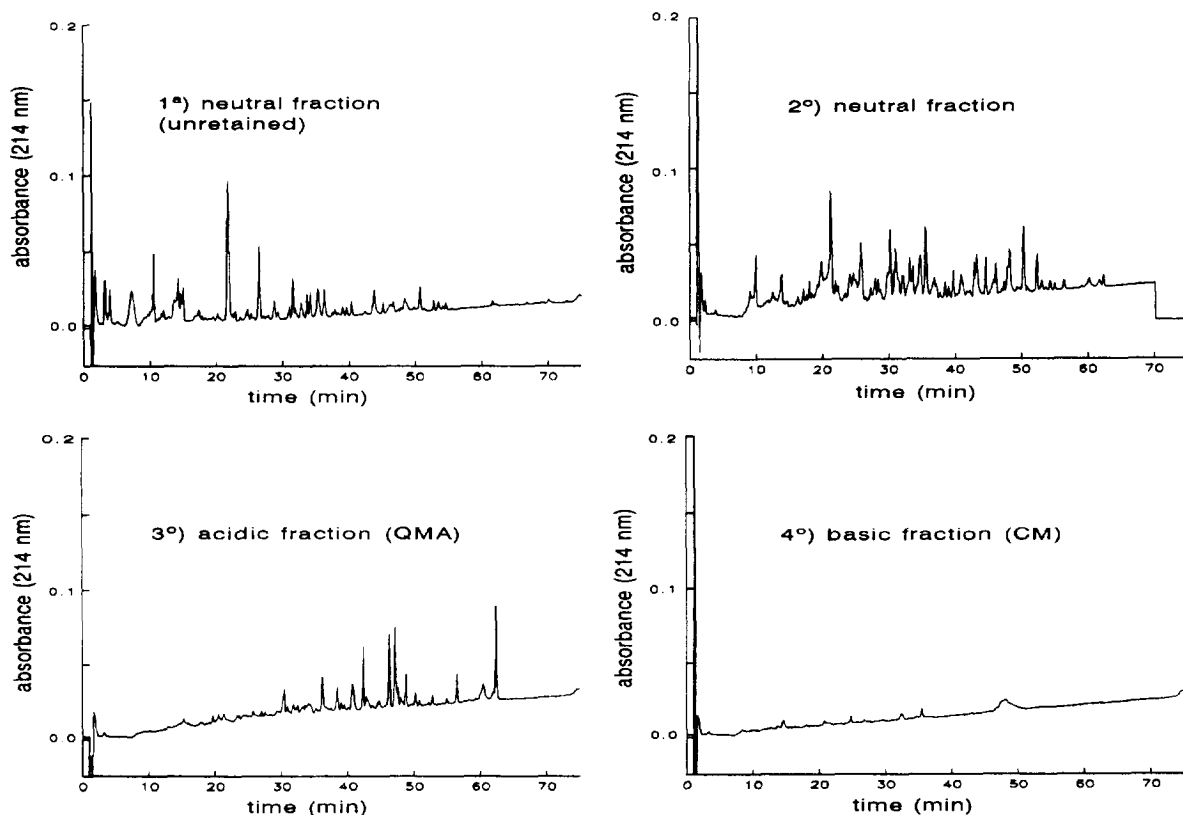 0.2
1ª) neutral fraction
(unretained)
0.1
0.0
absorbance (214 nm)
0 10 20 30 40 50 60 70
time (min)
0.2
2º) neutral fraction
0.1
0.0
absorbance (214 nm)
0 10 20 30 40 50 60 70
time (min)
0.2
3º) acidic fraction (QMA)
0.1
0.0
absorbance (214 nm)
0 10 20 30 40 50 60 70
time (min)
0.2
4º) basic fraction (CM)
0.1
0.0
absorbance (214 nm)
0 10 20 30 40 50 60 70
time (min)